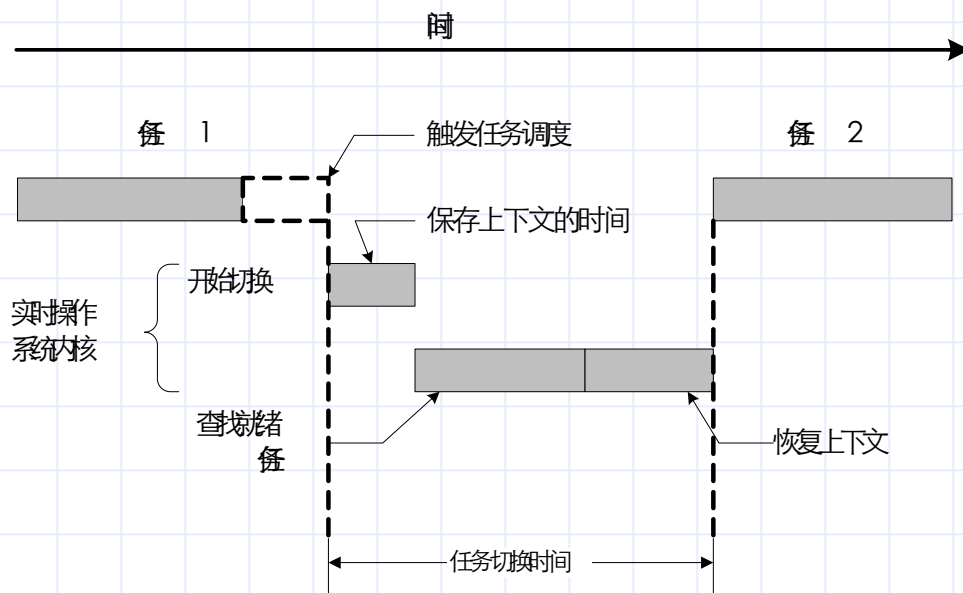 时间
任务 1
触发任务调度
任务 2
保存上下文的时间
开始切换
实时操作
系统内核
查找就绪
任务
恢复上下文
任务切换时间